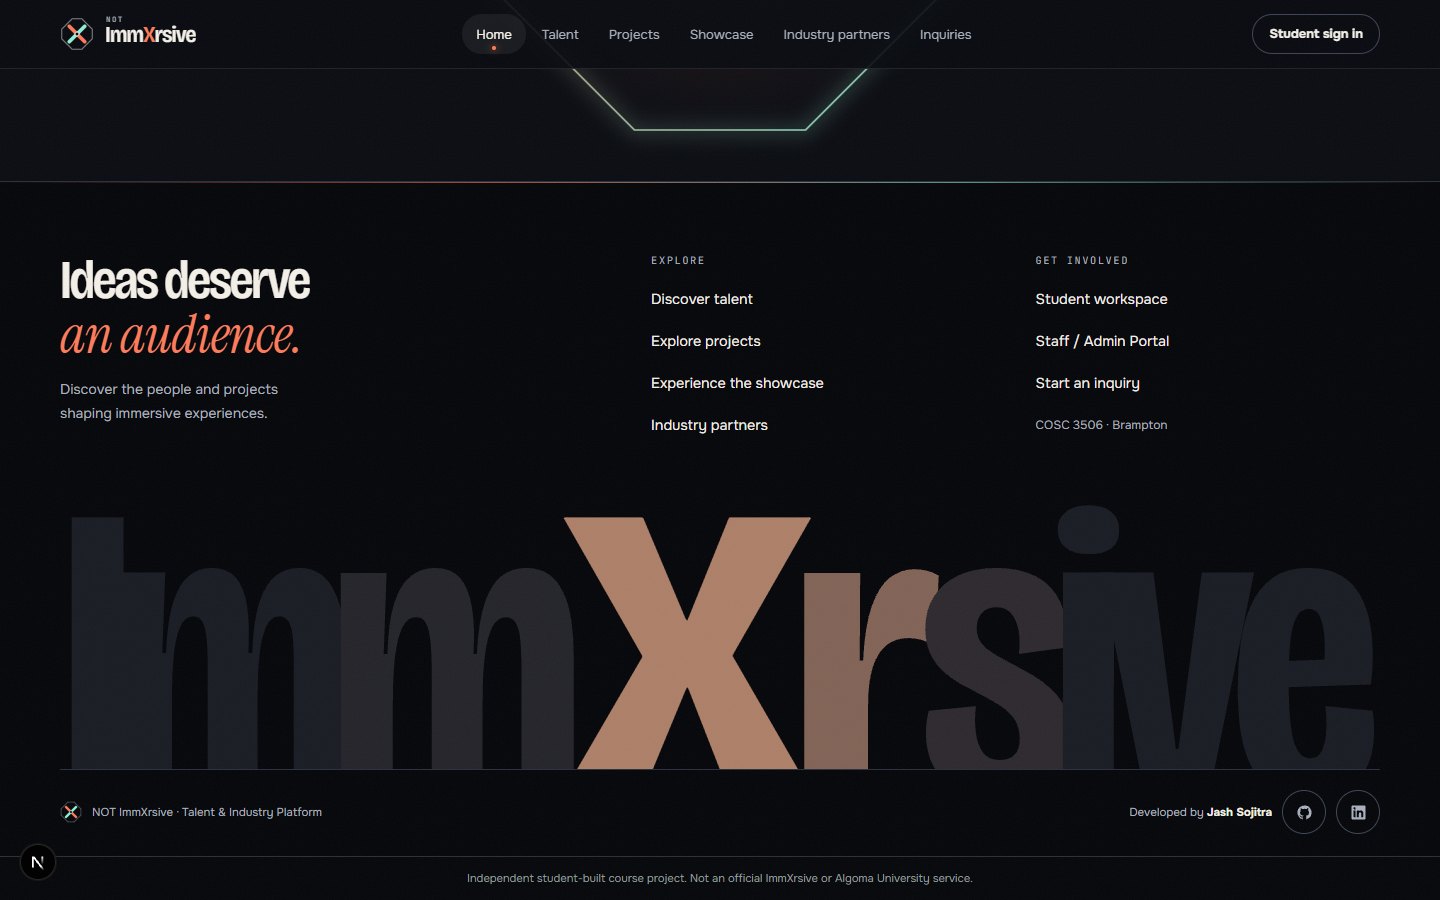 NOT
ImmXrsive
Home
Talent
Projects
Showcase
Industry partners
Inquiries
Student sign in
Ideas deserve
an audience.
Discover the people and projects
shaping immersive experiences.
EXPLORE
Discover talent
Explore projects
Experience the showcase
Industry partners
GET INVOLVED
Student workspace
Staff / Admin Portal
Start an inquiry
COSC 3506 · Brampton
ImmXrsive
NOT ImmXrsive · Talent & Industry Platform
Developed by Jash Sojitra
in
N
Independent student-built course project. Not an official ImmXrsive or Algoma University service.